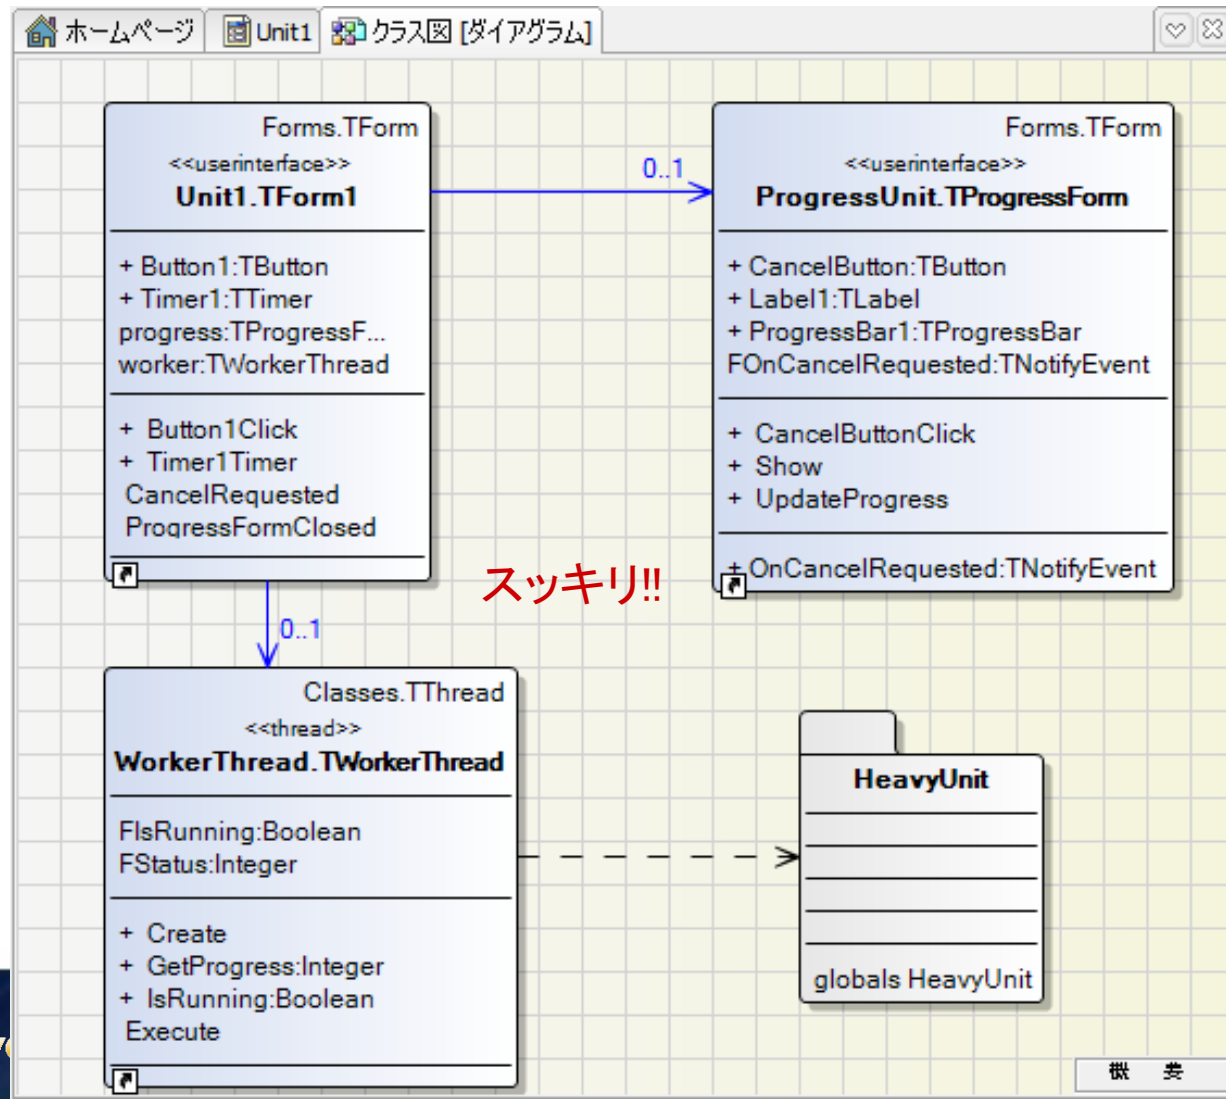 ホームページ
Unit1
クラス図 [ダイアグラム]
Forms.TForm
<<userinterface>>
Unit1.TForm1
+ Button1:TButton
+ Timer1:TTimer
progress:TProgressF...
worker:TWorkerThread
+ Button1Click
+ Timer1Timer
CancelRequested
ProgressFormClosed
0..1
Forms.TForm
<<userinterface>>
ProgressUnit.TProgressForm
+ CancelButton:TButton
+ Label1:TLabel
+ ProgressBar1:TProgressBar
FOnCancelRequested:TNotifyEvent
+ CancelButtonClick
+ Show
+ UpdateProgress
+ OnCancelRequested:TNotifyEvent
スッキリ!!
0..1
Classes.TThread
<<thread>>
WorkerThread.TWorkerThread
FIsRunning:Boolean
FStatus:Integer
+ Create
+ GetProgress:Integer
+ IsRunning:Boolean
Execute
HeavyUnit
globals HeavyUnit